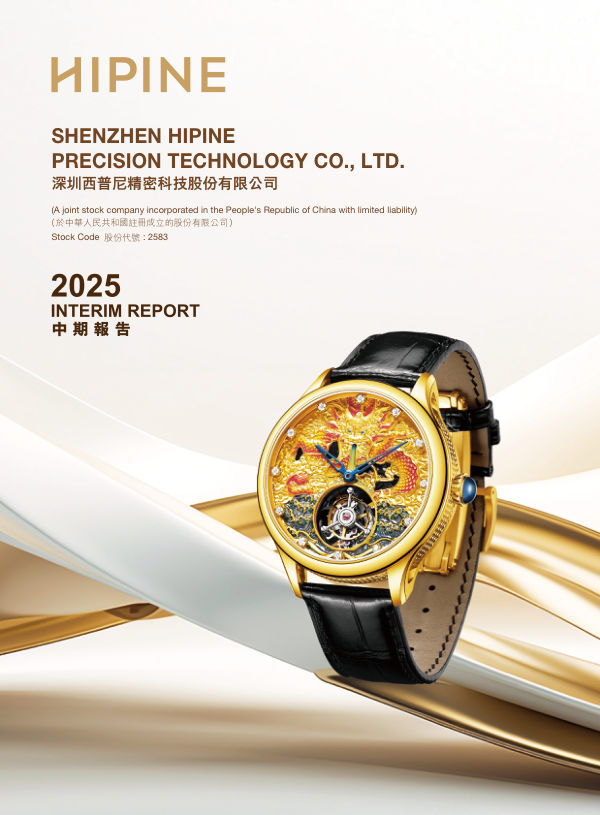 HIPINE
SHENZHEN HIPINE
PRECISION TECHNOLOGY CO., LTD.
深圳西普尼精密科技股份有限公司
(A joint stock company incorporated in the People's Republic of China with limited liability)
（於中華人民共和國註冊成立的股份有限公司）
Stock Code 股份代號 : 2583
2025
INTERIM REPORT
中期報告